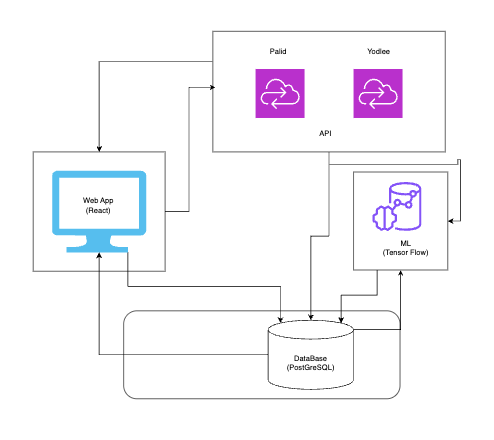 Palid
Yodlee
API
Web App
(React)
ML
(Tensor Flow)
DataBase
(PostGreSQL)